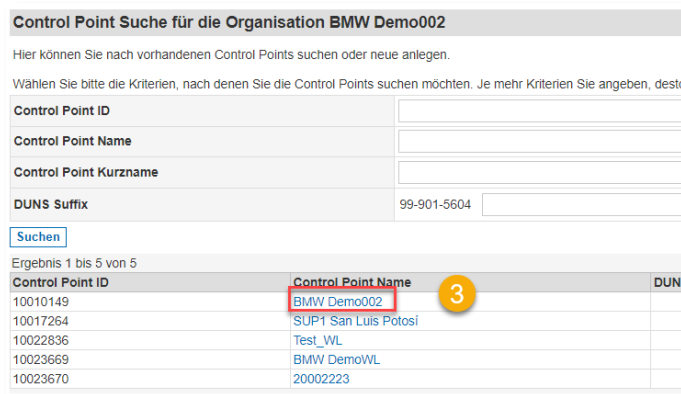 Control Point Suche für die Organisation BMW Demo002
Hier können Sie nach vorhandenen Control Points suchen oder neue anlegen.
Wählen Sie bitte die Kriterien, nach denen Sie die Control Points suchen möchten. Je mehr Kriterien Sie angeben, desto
Control Point ID
Control Point Name
Control Point Kurzname
DUNS Suffix 99-901-5604
Suchen
Ergebnis 1 bis 5 von 5
Control Point ID Control Point Name DUN
10010149 BMW Demo002 3
10017264 SUP1 San Luis Potosí
10022836 Test_WL
10023669 BMW DemoWL
10023670 20002223